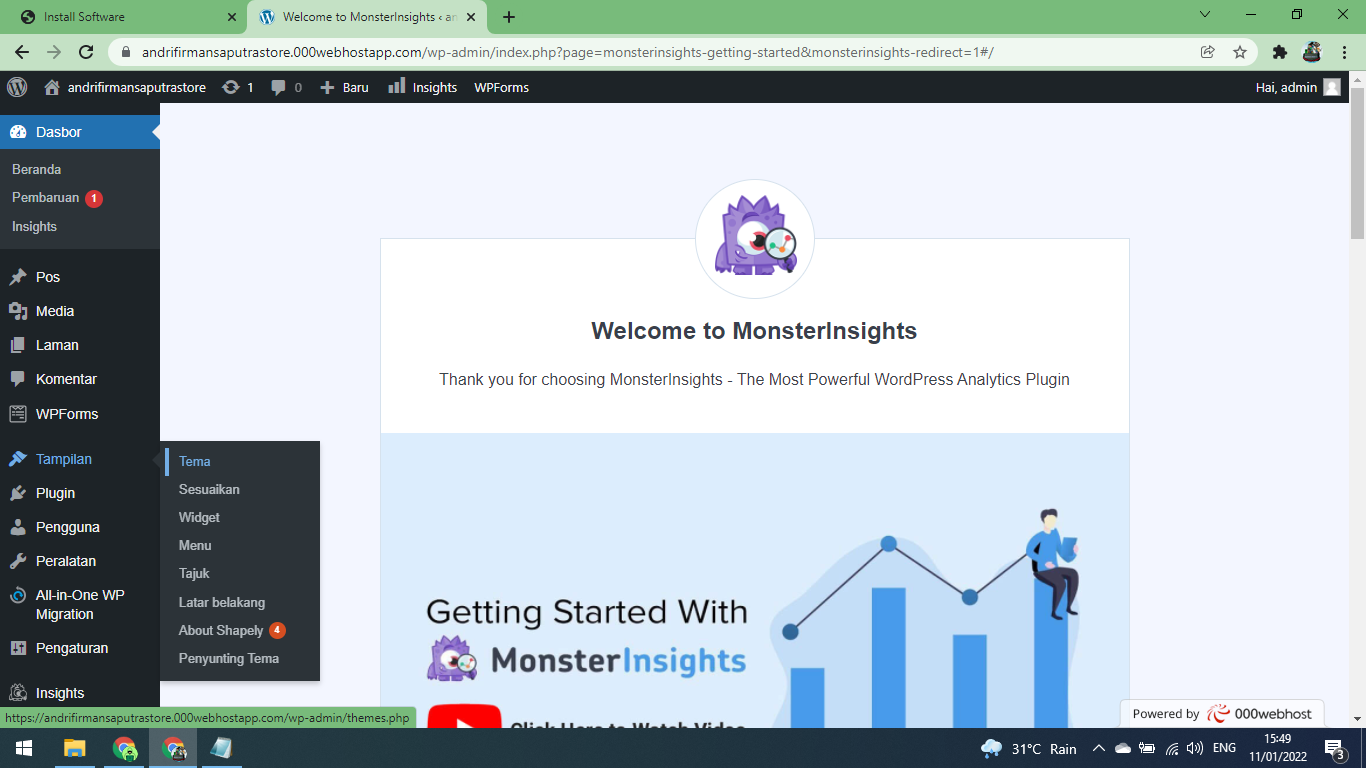 Install Software
Welcome to MonsterInsights ‹ an
andrifirmansaputrastore.000webhostapp.com/wp-admin/index.php?page=monsterinsights-getting-started&monsterinsights-redirect=1#/
andrifirmansaputrastore
1
0
Baru
Insights
WPForms
Hai, admin
Dasbor
Beranda
Pembaruan 1
Insights
Pos
Media
Laman
Komentar
WPForms
Tampilan
Plugin
Pengguna
Peralatan
All-in-One WP
Migration
Pengaturan
Insights
Tema
Sesuaikan
Widget
Menu
Tajuk
Latar belakang
About Shapely 4
Penyunting Tema
Welcome to MonsterInsights
Thank you for choosing MonsterInsights - The Most Powerful WordPress Analytics Plugin
Getting Started With
MonsterInsights
Click Here to Watch Video
Powered by 000webhost
https://andrifirmansaputrastore.000webhostapp.com/wp-admin/themes.php
31°C Rain
ENG
15:49
11/01/2022
3